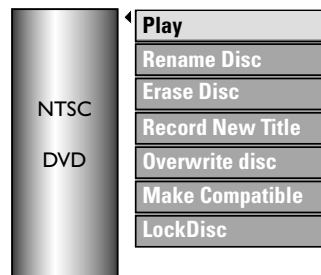 NTSC
DVD
Play
Rename Disc
Erase Disc
Record New Title
Overwrite disc
Make Compatible
LockDisc